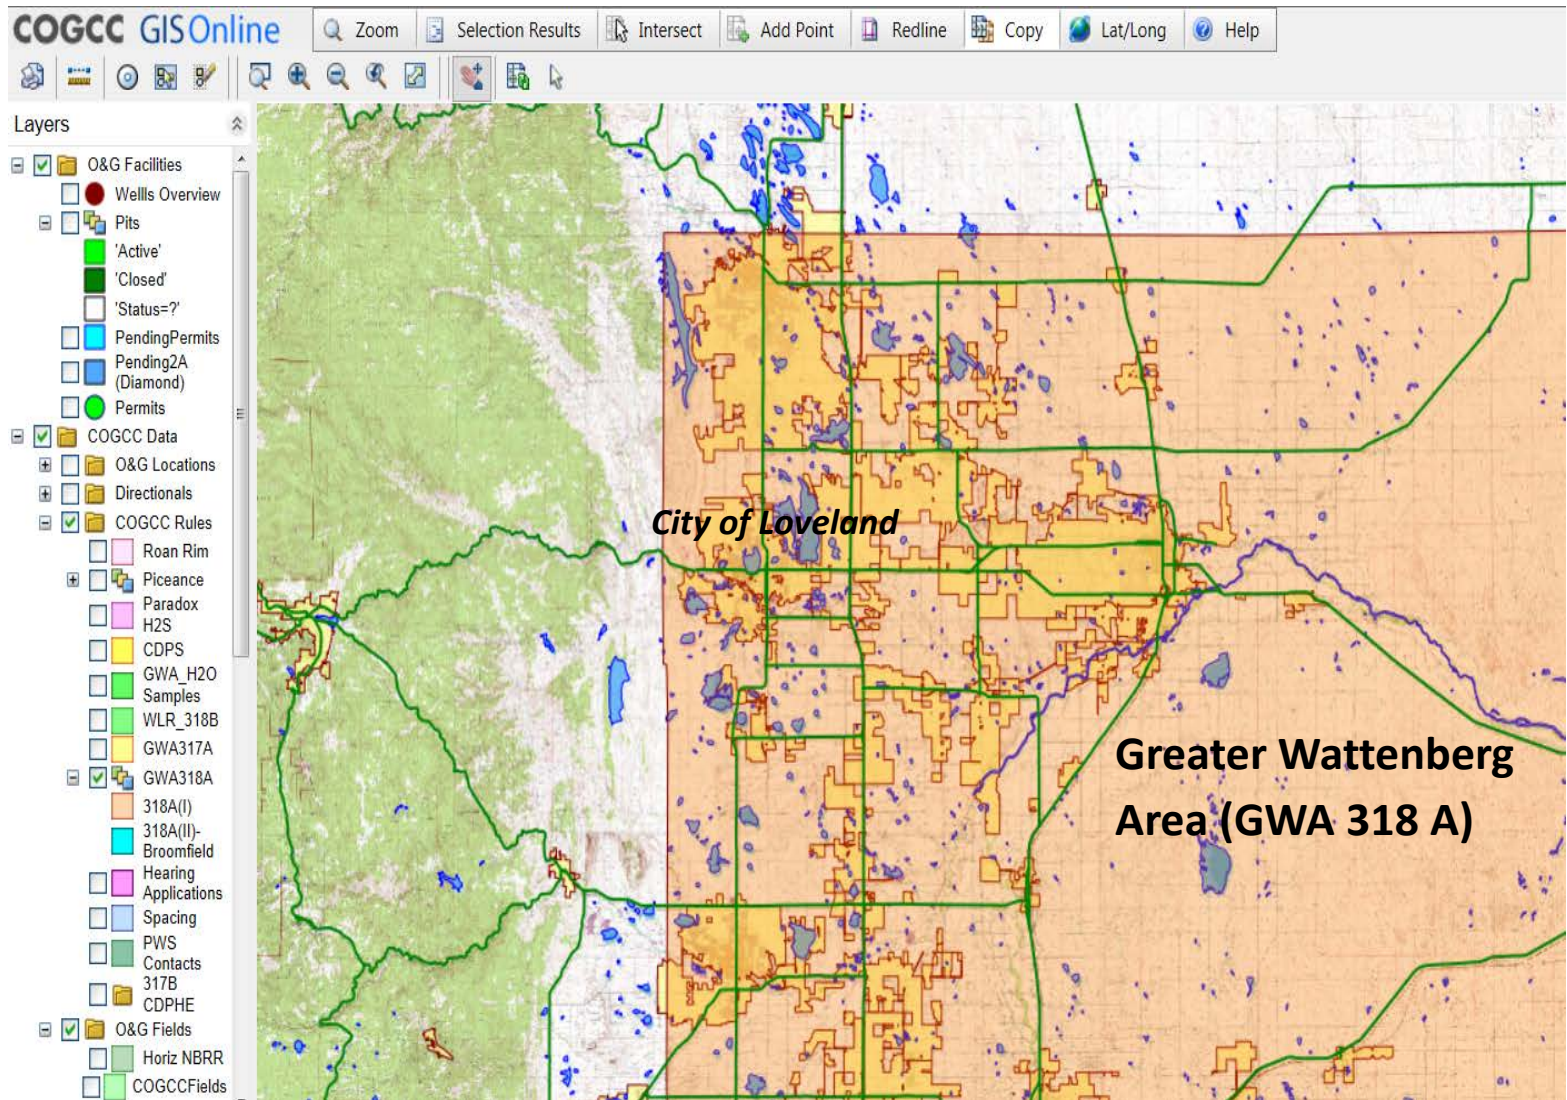 COGCC GISOnline
Zoom
Selection Results
Intersect
Add Point
Redline
Copy
Lat/Long
Help
Layers
O&G Facilities
Wellls Overview
Pits
'Active'
'Closed'
'Status=?'
PendingPermits
Pending2A
(Diamond)
Permits
COGCC Data
O&G Locations
Directionals
COGCC Rules
Roan Rim
Piceance
Paradox
H2S
CDPS
GWA_H2O
Samples
WLR_318B
GWA317A
GWA318A
318A(I)
318A(II)-
Broomfield
Hearing
Applications
Spacing
PWS
Contacts
317B
CDPHE
O&G Fields
Horiz NBRR
COGCCFields
City of Loveland
Greater Wattenberg
Area (GWA 318 A)